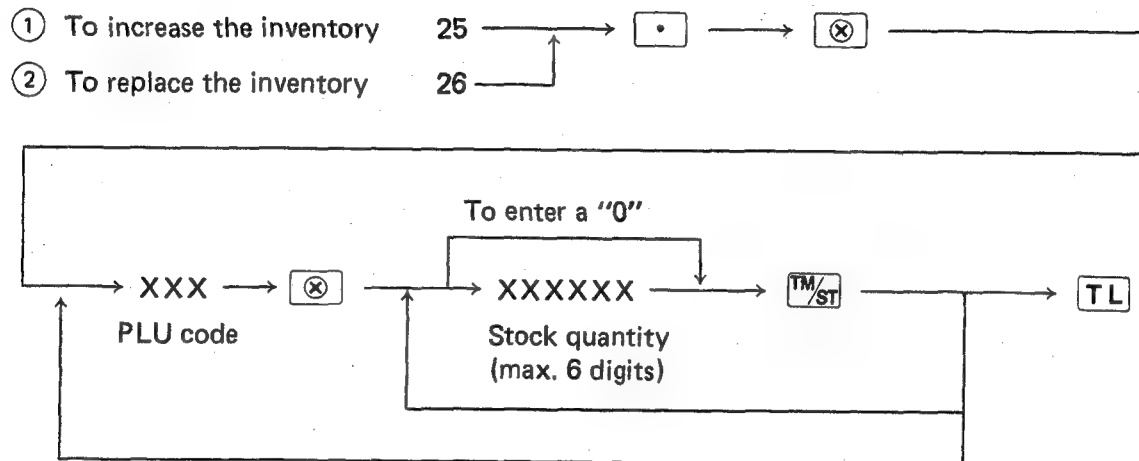 ① To increase the inventory 25 • ⊗
② To replace the inventory 26
To enter a "0"
XXX ⊗ XXXXXX TM/ST TL
PLU code Stock quantity
(max. 6 digits)